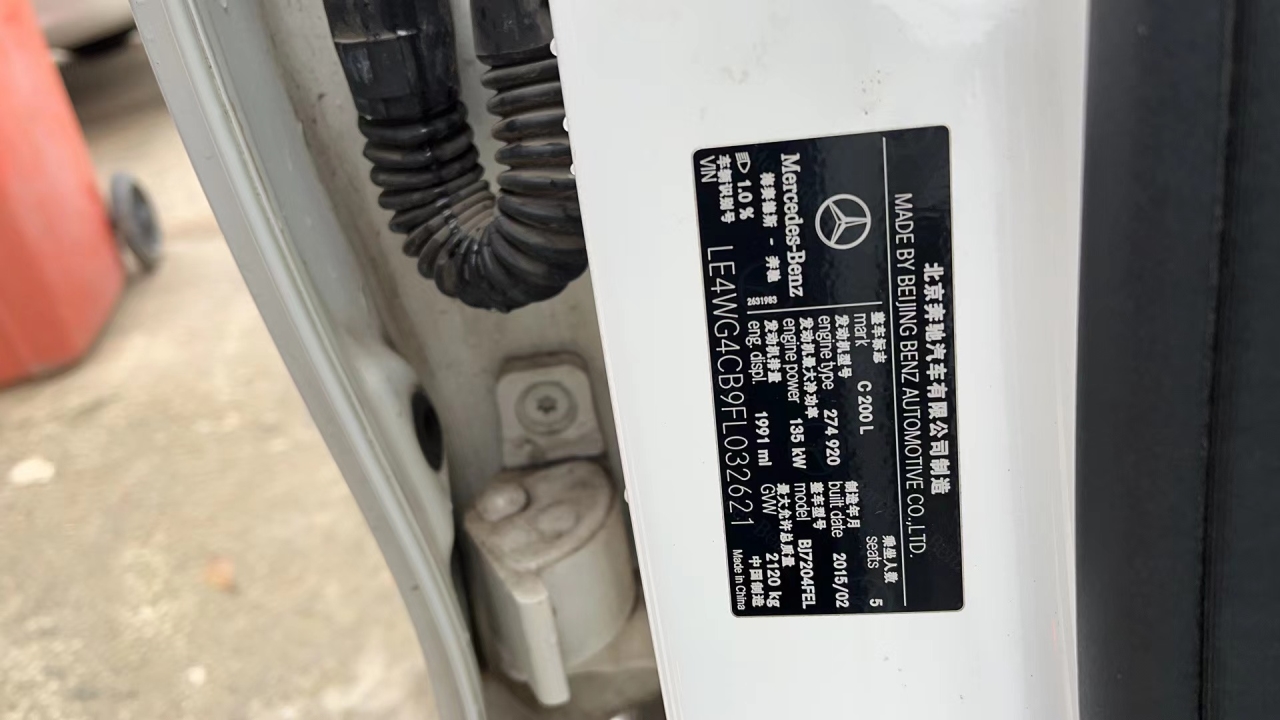 北京奔驰汽车有限公司制造
MADE BY BEIJING BENZ AUTOMOTIVE CO.,LTD.
Mercedes-Benz
梅赛德斯 - 奔驰
1.0 %
2631983
整车标志
mark C 200 L
乘坐人数
seats 5
发动机型号
engine type 274 920
制造年月
built date 2015/02
发动机最大净功率
engine power 135 kW
整车型号
model BJ7204FEL
发动机排量
eng. displ. 1991 ml
最大允许总质量
GVW 2120 kg
车辆识别号
VIN LE4WG4CB9FL032621
中国制造
Made in China